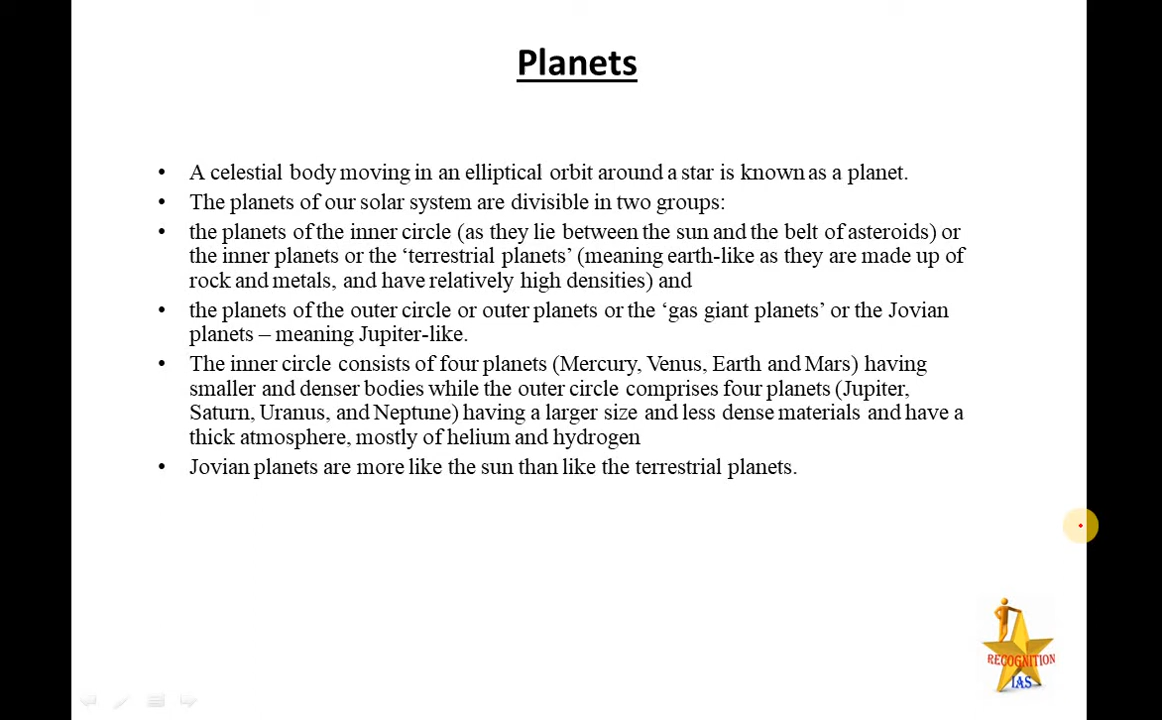 Planets
• A celestial body moving in an elliptical orbit around a star is known as a planet.
• The planets of our solar system are divisible in two groups:
• the planets of the inner circle (as they lie between the sun and the belt of asteroids) or
the inner planets or the ‘terrestrial planets’ (meaning earth-like as they are made up of
rock and metals, and have relatively high densities) and
• the planets of the outer circle or outer planets or the ‘gas giant planets’ or the Jovian
planets – meaning Jupiter-like.
• The inner circle consists of four planets (Mercury, Venus, Earth and Mars) having
smaller and denser bodies while the outer circle comprises four planets (Jupiter,
Saturn, Uranus, and Neptune) having a larger size and less dense materials and have a
thick atmosphere, mostly of helium and hydrogen
• Jovian planets are more like the sun than like the terrestrial planets.
RECOGNITION
IAS